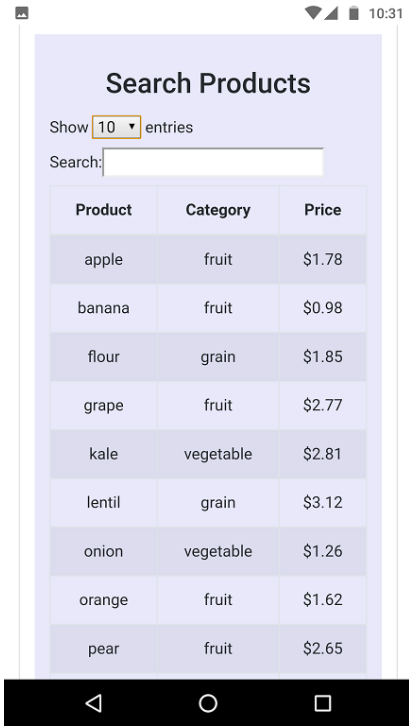 10:31
Search Products
Show 10 entries
Search:
Product Category Price
apple fruit $1.78
banana fruit $0.98
flour grain $1.85
grape fruit $2.77
kale vegetable $2.81
lentil grain $3.12
onion vegetable $1.26
orange fruit $1.62
pear fruit $2.65